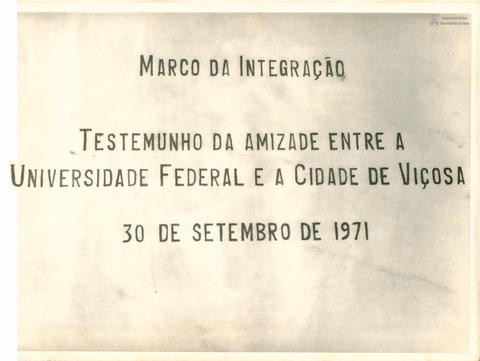 MARCO DA INTEGRAÇÃO
TESTEMUNHO DA AMIZADE ENTRE A
UNIVERSIDADE FEDERAL E A CIDADE DE VIÇOSA
30 DE SETEMBRO DE 1971